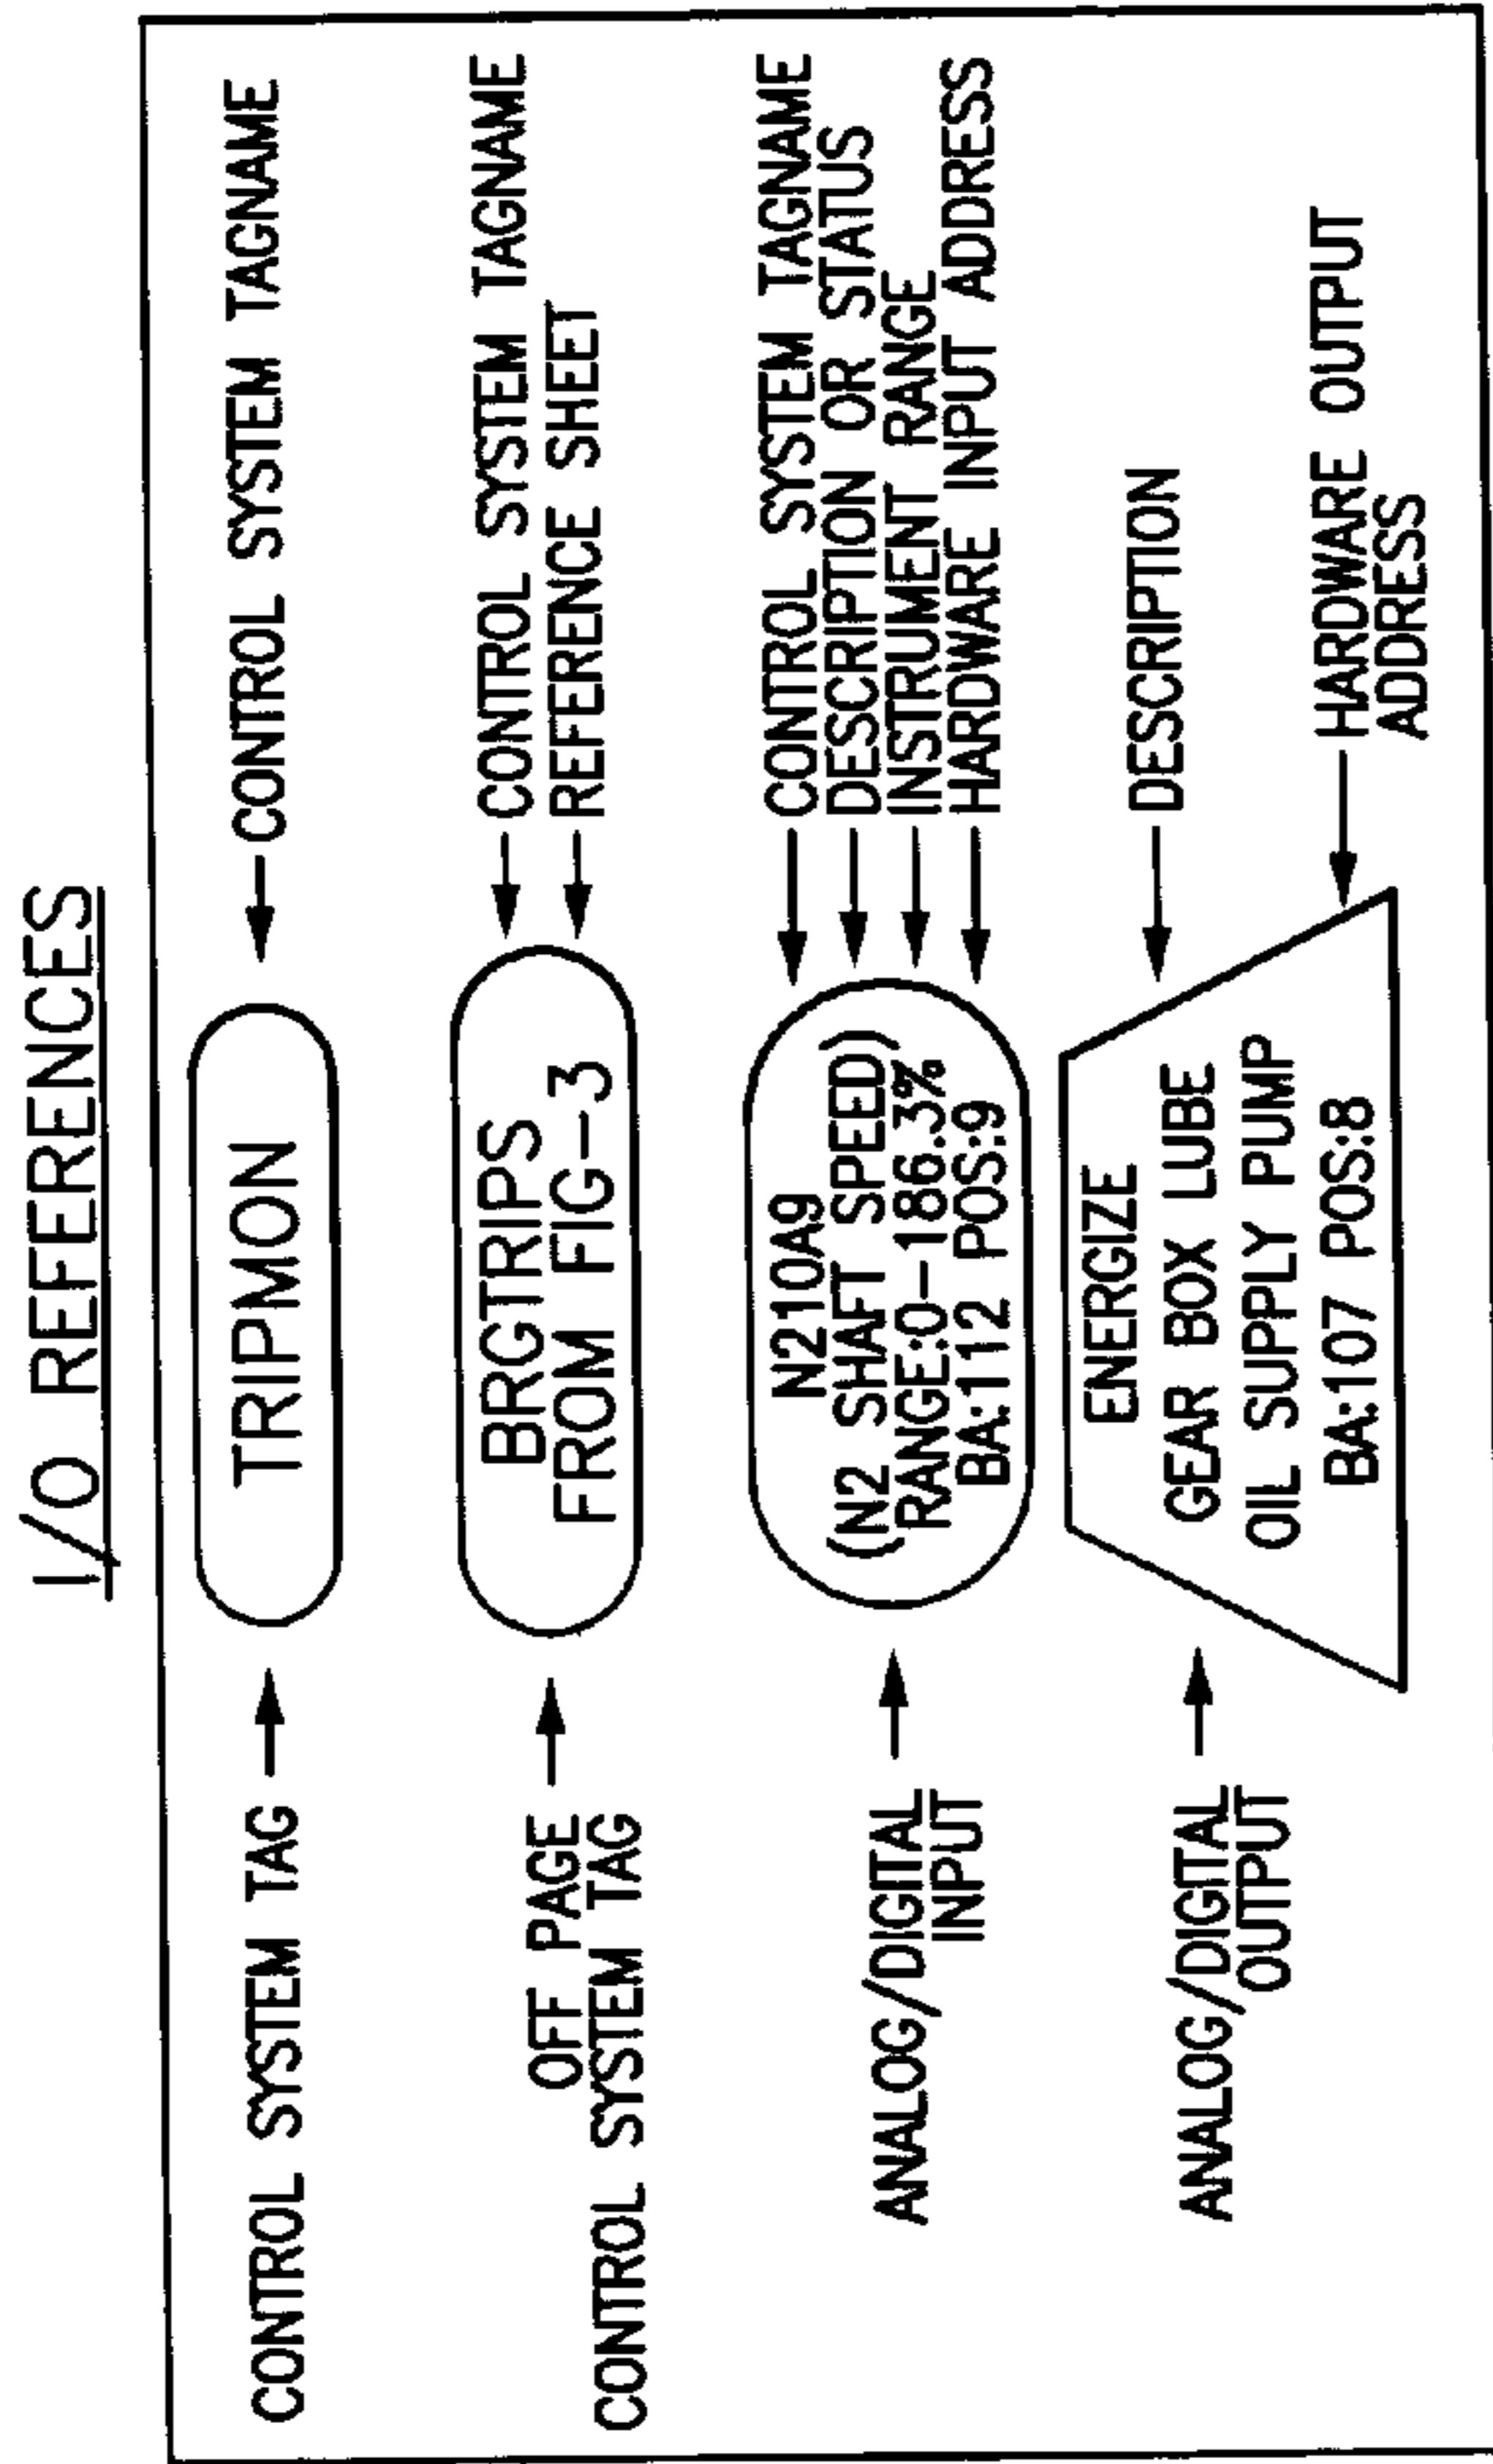 I/O REFERENCES
CONTROL SYSTEM TAG
TRIPMON
CONTROL SYSTEM TAGNAME
OFF PAGE
CONTROL SYSTEM TAG
BRGTRIPS
FROM FIG-3
CONTROL SYSTEM TAGNAME
REFERENCE SHEET
ANALOG/DIGITAL
INPUT
N210A9
(N2 SHAFT SPEED)
RANGE:0-186.3%
BA:112 POS:9
CONTROL SYSTEM TAGNAME
DESCRIPTION OR STATUS
INSTRUMENT RANGE
HARDWARE INPUT ADDRESS
ANALOG/DIGITAL
OUTPUT
ENERGIZE
GEAR BOX LUBE
OIL SUPPLY PUMP
BA:107 POS:8
DESCRIPTION
HARDWARE OUTPUT
ADDRESS